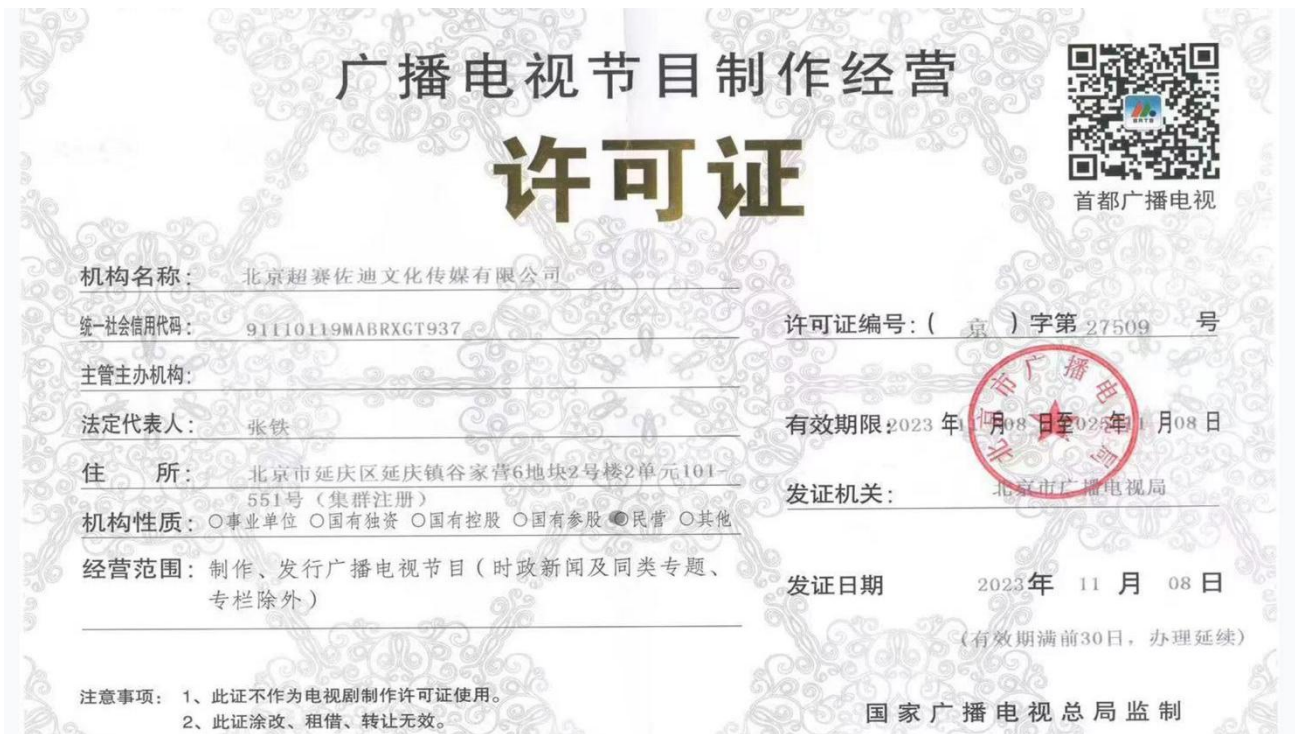 广播电视节目制作经营
许可证
首都广播电视
机构名称: 北京超赛佐迪文化传媒有限公司
统一社会信用代码: 91110119MABRXGT937
主管主办机构:
法定代表人: 张铁
住 所: 北京市延庆区延庆镇谷家营6地块2号楼2单元101-
551号(集群注册)
机构性质: ○事业单位 ○国有独资 ○国有控股 ○国有参股 ●民营 ○其他
经营范围: 制作、发行广播电视节目(时政新闻及同类专题、
专栏除外)
许可证编号:( 京 )字第 27509 号
有效期限:2023 年11 月08 日至2025年11 月08 日
北京市广播电视局
发证机关: 北京市广播电视局
发证日期 2023年 11 月 08 日
(有效期满前30日,办理延续)
注意事项: 1、此证不作为电视剧制作许可证使用。
2、此证涂改、租借、转让无效。
国家广播电视总局监制